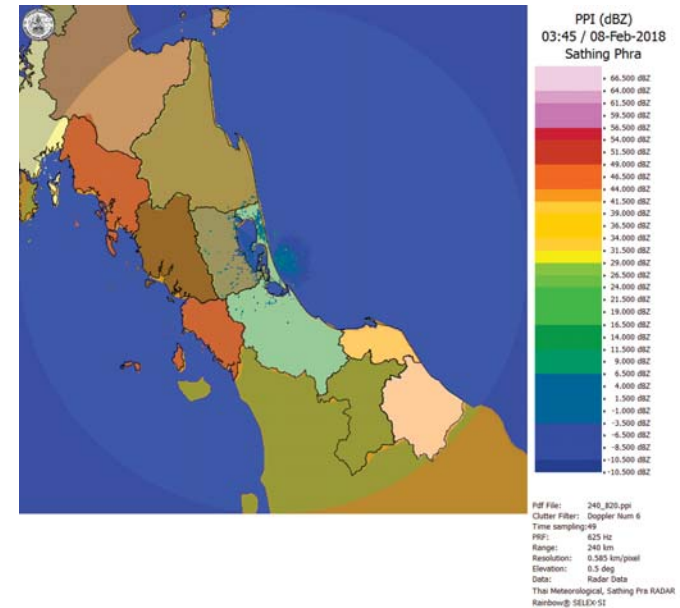 PPI (dBZ)
03:45 / 08-Feb-2018
Sathing Phra
66.500 dBZ
64.000 dBZ
61.500 dBZ
59.500 dBZ
56.500 dBZ
54.000 dBZ
51.500 dBZ
49.000 dBZ
46.500 dBZ
44.000 dBZ
41.500 dBZ
39.000 dBZ
36.500 dBZ
34.000 dBZ
31.500 dBZ
29.000 dBZ
26.500 dBZ
24.000 dBZ
21.500 dBZ
19.000 dBZ
16.500 dBZ
14.000 dBZ
11.500 dBZ
9.000 dBZ
6.500 dBZ
4.000 dBZ
1.500 dBZ
-1.000 dBZ
-3.500 dBZ
-6.500 dBZ
-8.500 dBZ
-10.500 dBZ
-10.500 dBZ
Pdf File: 240_820.ppi
Clutter Filter: Doppler Num 6
Time sampling:49
PRF: 625 Hz
Range: 240 km
Resolution: 0.585 km/pixel
Elevation: 0.5 deg
Data: Radar Data
Thai Meteorological, Sathing Pra RADAR
Rainbow® SELEX-SI